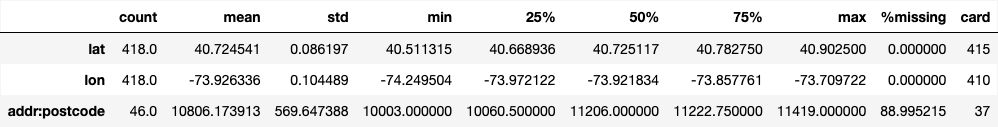 count mean std min 25% 50% 75% max %missing card
lat 418.0 40.724541 0.086197 40.511315 40.668936 40.725117 40.782750 40.902500 0.000000 415
lon 418.0 -73.926336 0.104489 -74.249504 -73.972122 -73.921834 -73.857761 -73.709722 0.000000 410
addr:postcode 46.0 10806.173913 569.647388 10003.000000 10060.500000 11206.000000 11222.750000 11419.000000 88.995215 37